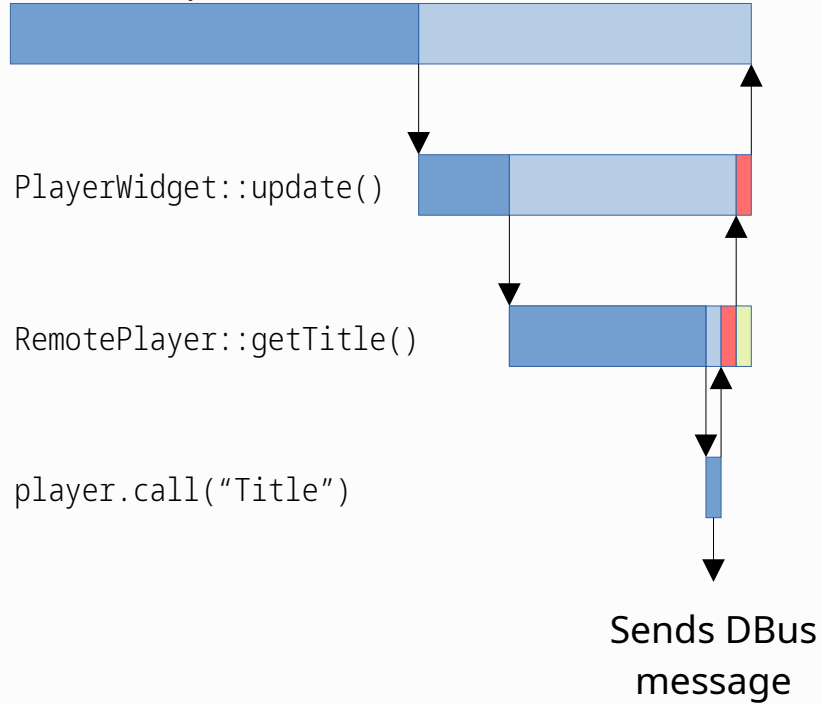 PlayerWidget::update()
RemotePlayer::getTitle()
player.call(“Title”)
Sends DBus
message